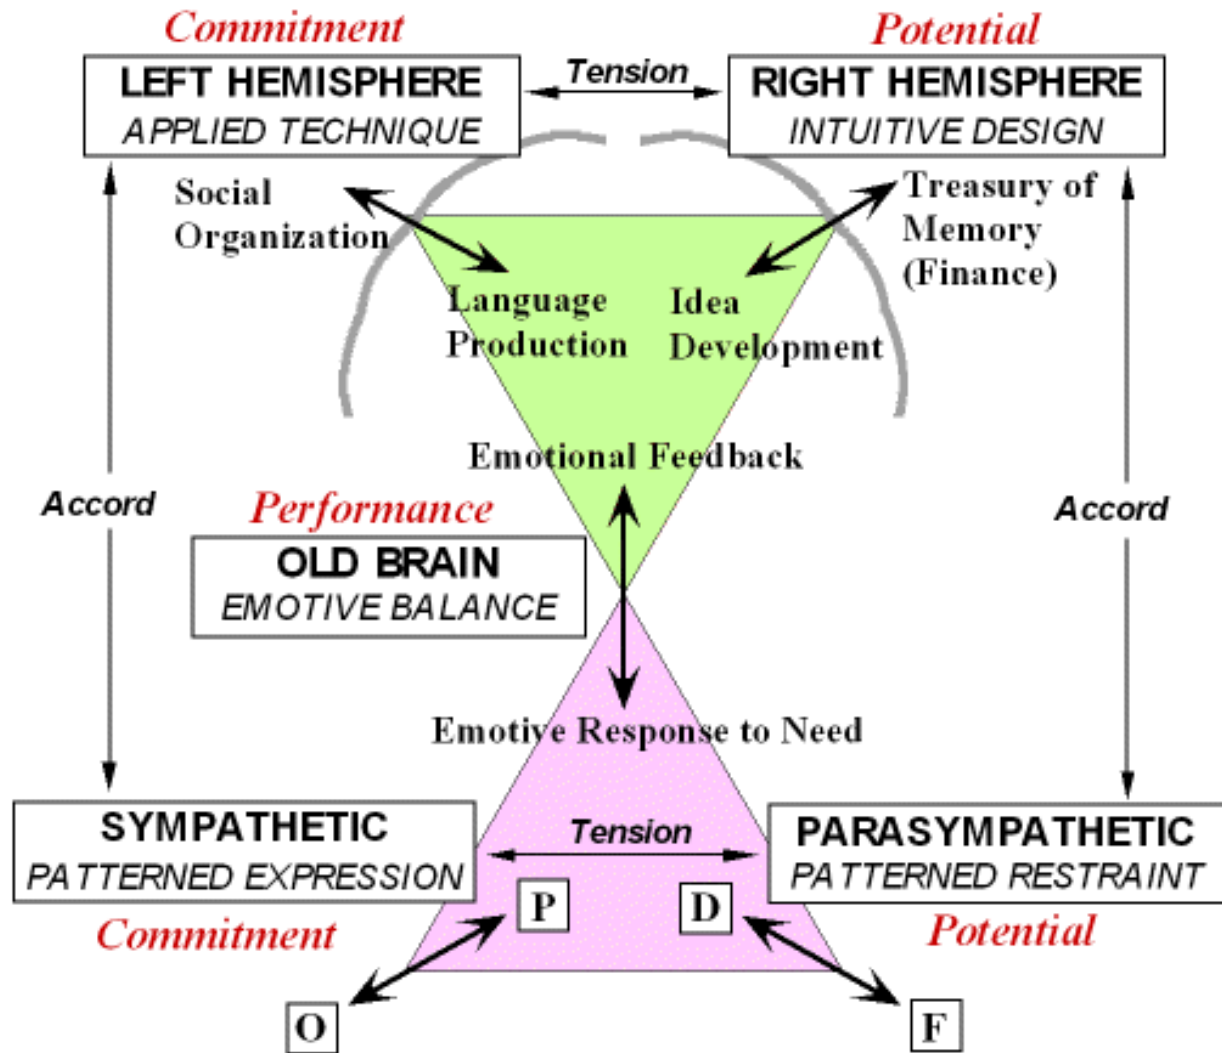 Commitment
Potential
LEFT HEMISPHERE
APPLIED TECHNIQUE
Tension
RIGHT HEMISPHERE
INTUITIVE DESIGN
Social
Organization
Treasury of
Memory
(Finance)
Language
Production
Idea
Development
Emotional Feedback
Accord
Accord
Performance
OLD BRAIN
EMOTIVE BALANCE
Emotive Response to Need
SYMPATHETIC
PATTERNED EXPRESSION
Tension
PARASYMPATHETIC
PATTERNED RESTRAINT
Commitment
P
D
Potential
O
F